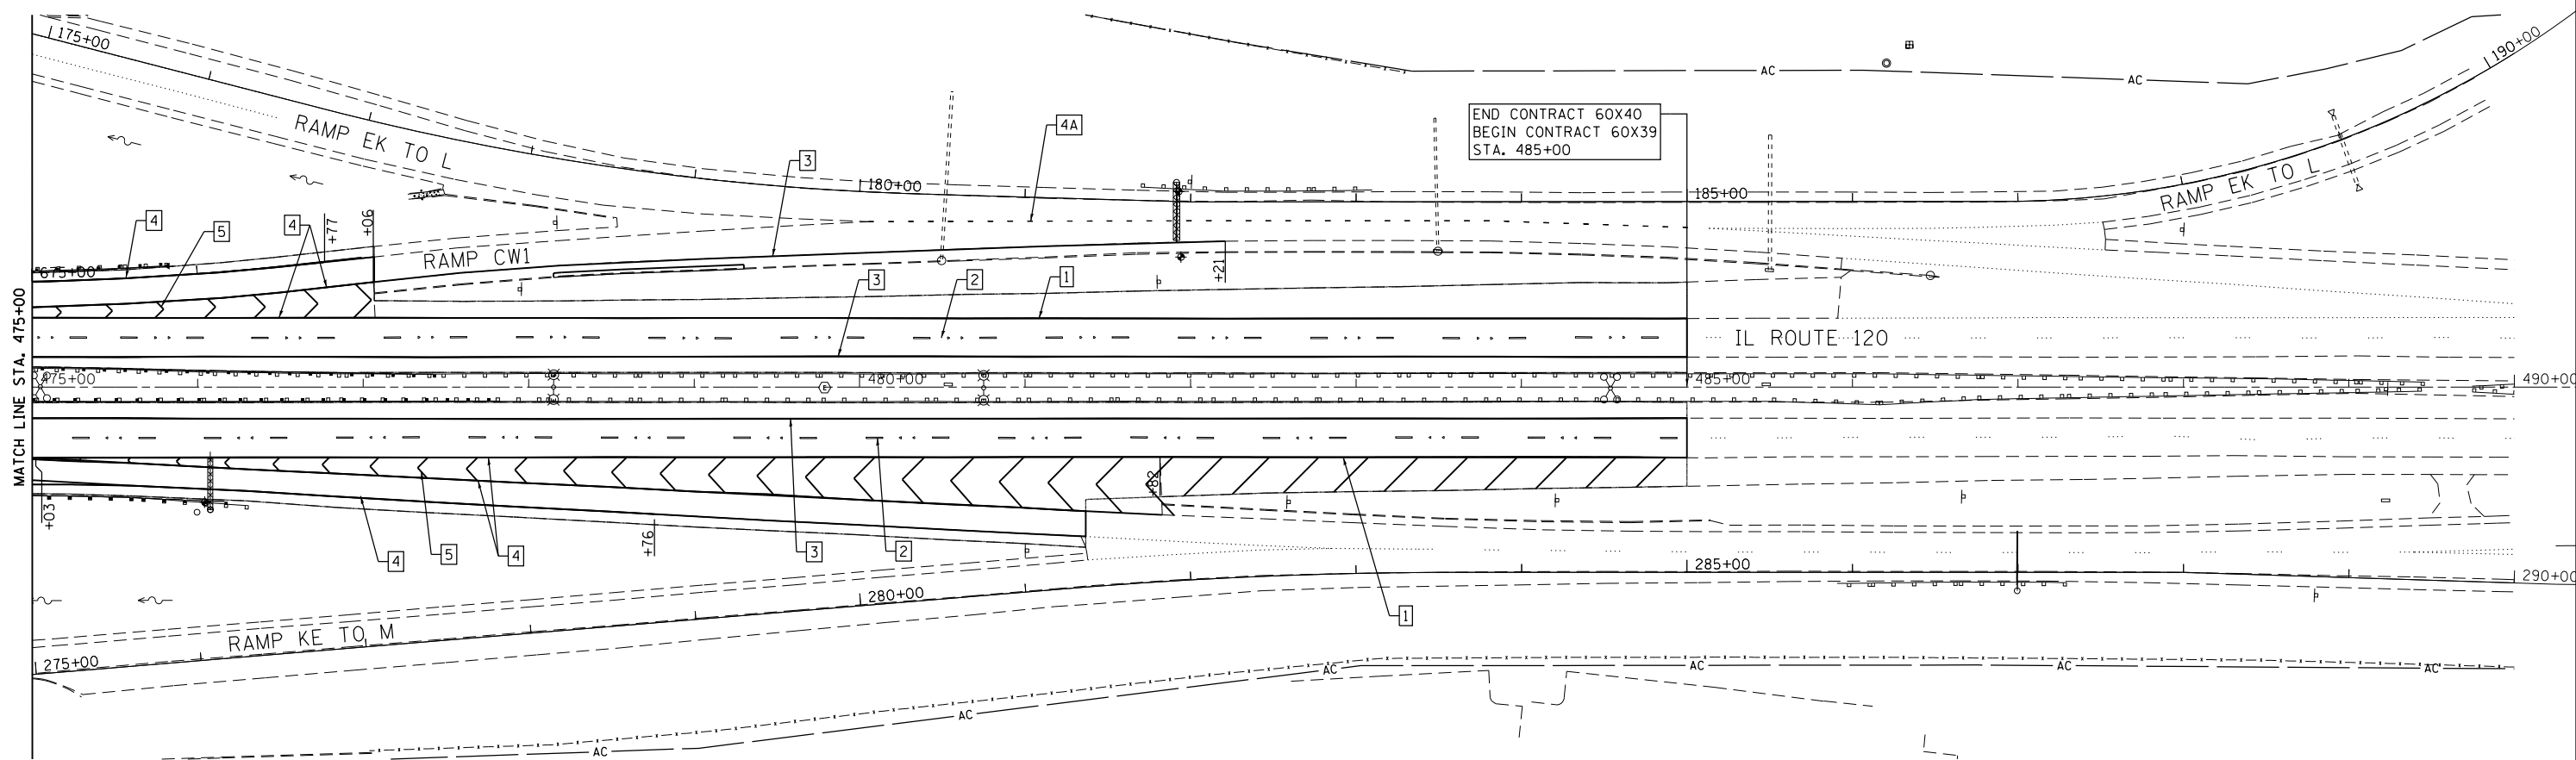 175+00
190+00
AC
AC
RAMP EK TO L
4A
END CONTRACT 60X40
BEGIN CONTRACT 60X39
STA. 485+00
3
180+00
185+00
RAMP EK TO L
4
5
4
+77
+06
RAMP CW1
675+00
+21
3
2
1
IL ROUTE 120
MATCH LINE STA. 475+00
475+00
480+00
485+00
490+00
+82
+03
+76
4
5
4
3
2
285+00
290+00
280+00
1
RAMP KE TO M
275+00
AC
AC
AC
AC
AC
AC